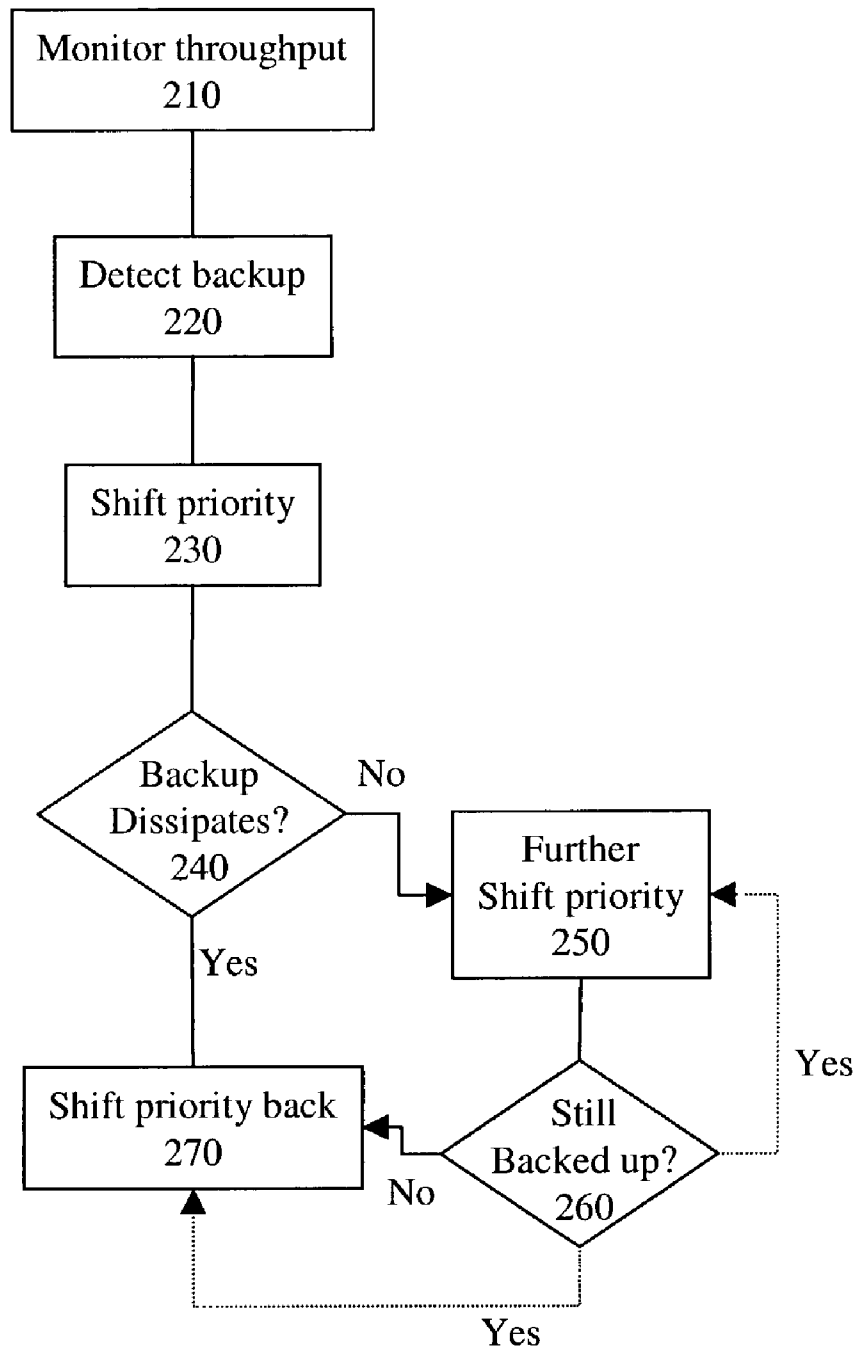 Monitor throughput
210
Detect backup
220
Shift priority
230
Backup
Dissipates?
240
No
Further
Shift priority
250
Yes
Yes
Shift priority back
270
Still
Backed up?
260
No
Yes